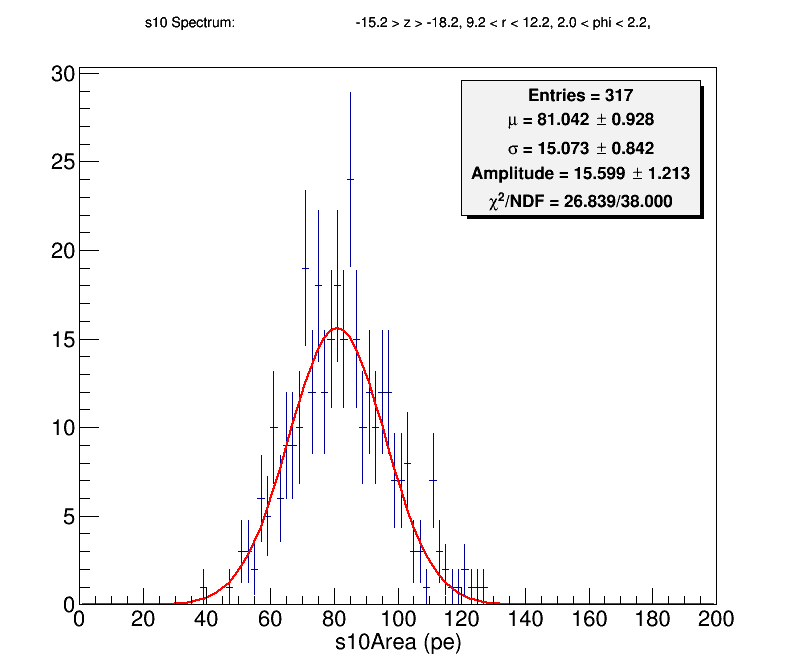 s10 Spectrum: -15.2 > z > -18.2, 9.2 < r < 12.2, 2.0 < phi < 2.2,
Entries = 317
μ = 81.042 ± 0.928
σ = 15.073 ± 0.842
Amplitude = 15.599 ± 1.213
χ²/NDF = 26.839/38.000
30
25
20
15
10
5
0
0 20 40 60 80 100 120 140 160 180 200
s10Area (pe)